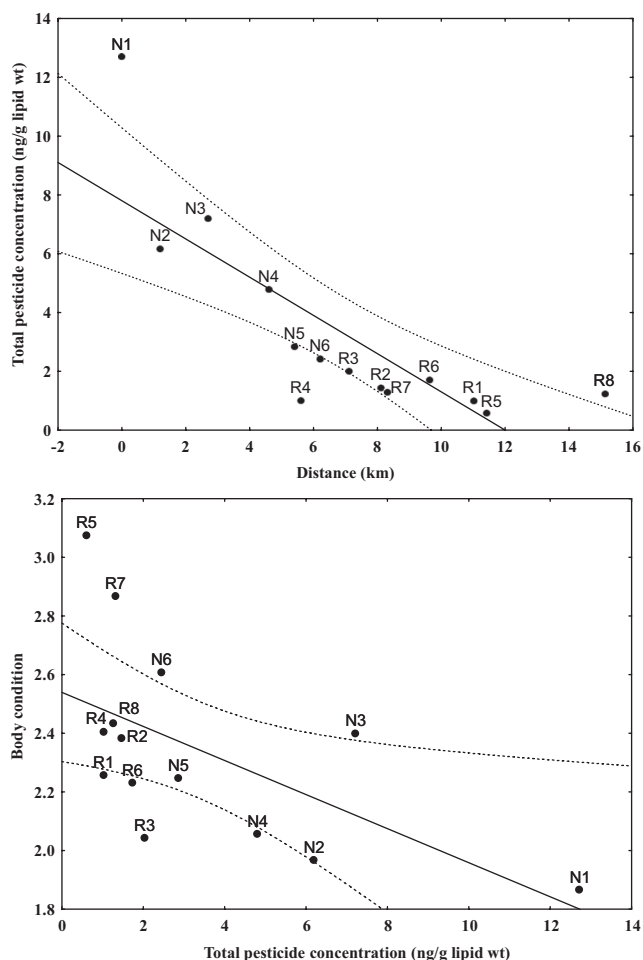 14
N1
12
10
8
N3
N2
6
N4
4
N5
N6
R3
R6
2
R2
R7
R1
R8
R4
R5
0
-2
0
2
4
6
8
10
12
14
16
Total pesticide concentration (ng/g lipid wt)
Distance (km)
3.2
R5
3.0
R7
2.8
N6
2.6
R8
N3
R4
2.4
R2
R1
R6
N5
2.2
R3
N4
N2
2.0
N1
1.8
0
2
4
6
8
10
12
14
Body condition
Total pesticide concentration (ng/g lipid wt)